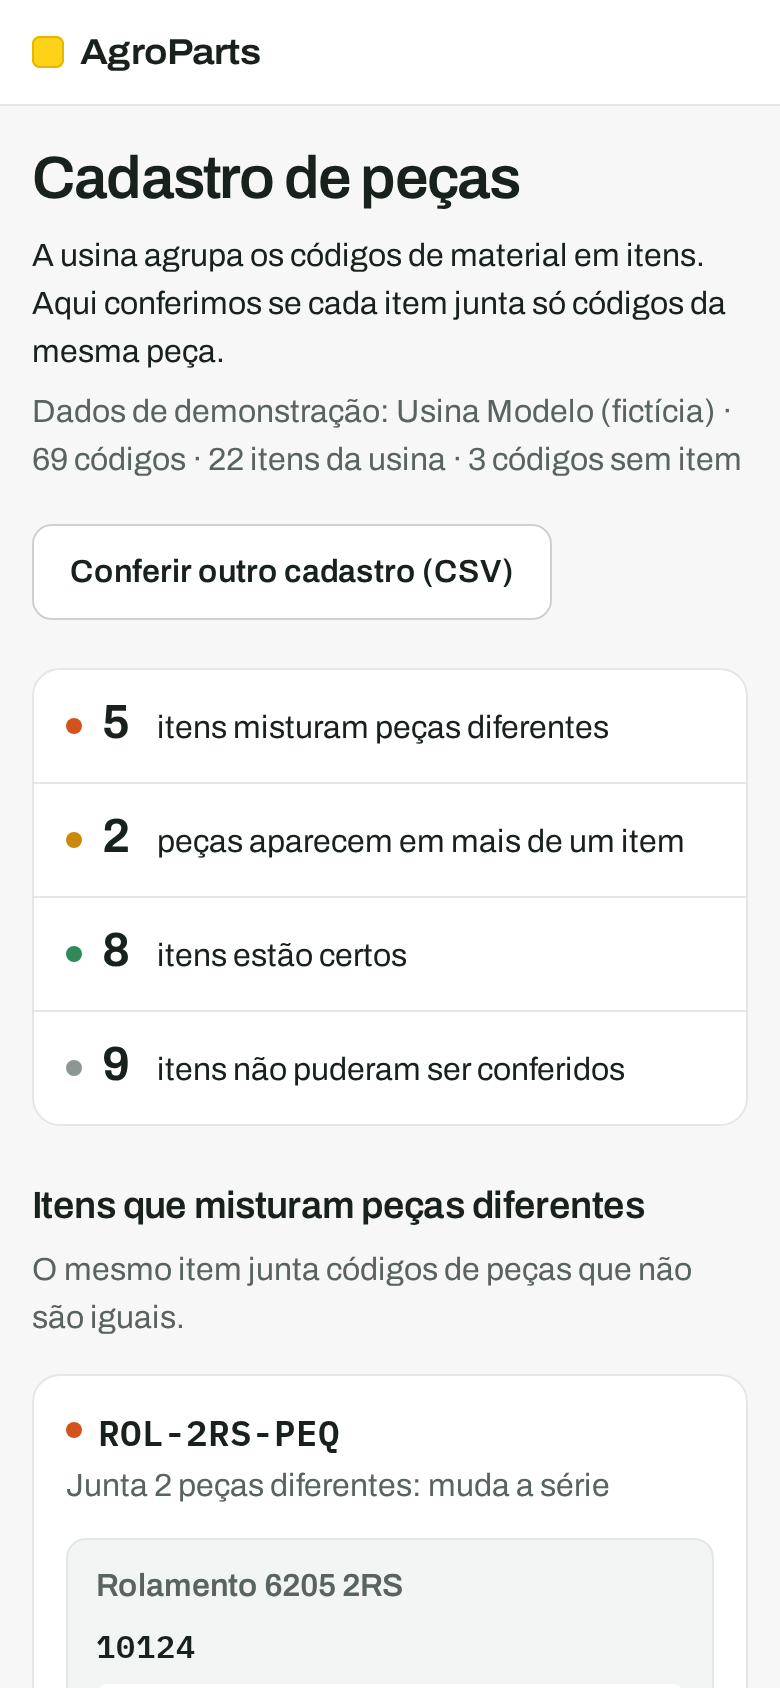 AgroParts
Cadastro de peças
A usina agrupa os códigos de material em itens.
Aqui conferimos se cada item junta só códigos da
mesma peça.
Dados de demonstração: Usina Modelo (fictícia) ·
69 códigos · 22 itens da usina · 3 códigos sem item
Conferir outro cadastro (CSV)
5 itens misturam peças diferentes
2 peças aparecem em mais de um item
8 itens estão certos
9 itens não puderam ser conferidos
Itens que misturam peças diferentes
O mesmo item junta códigos de peças que não
são iguais.
ROL-2RS-PEQ
Junta 2 peças diferentes: muda a série
Rolamento 6205 2RS
10124